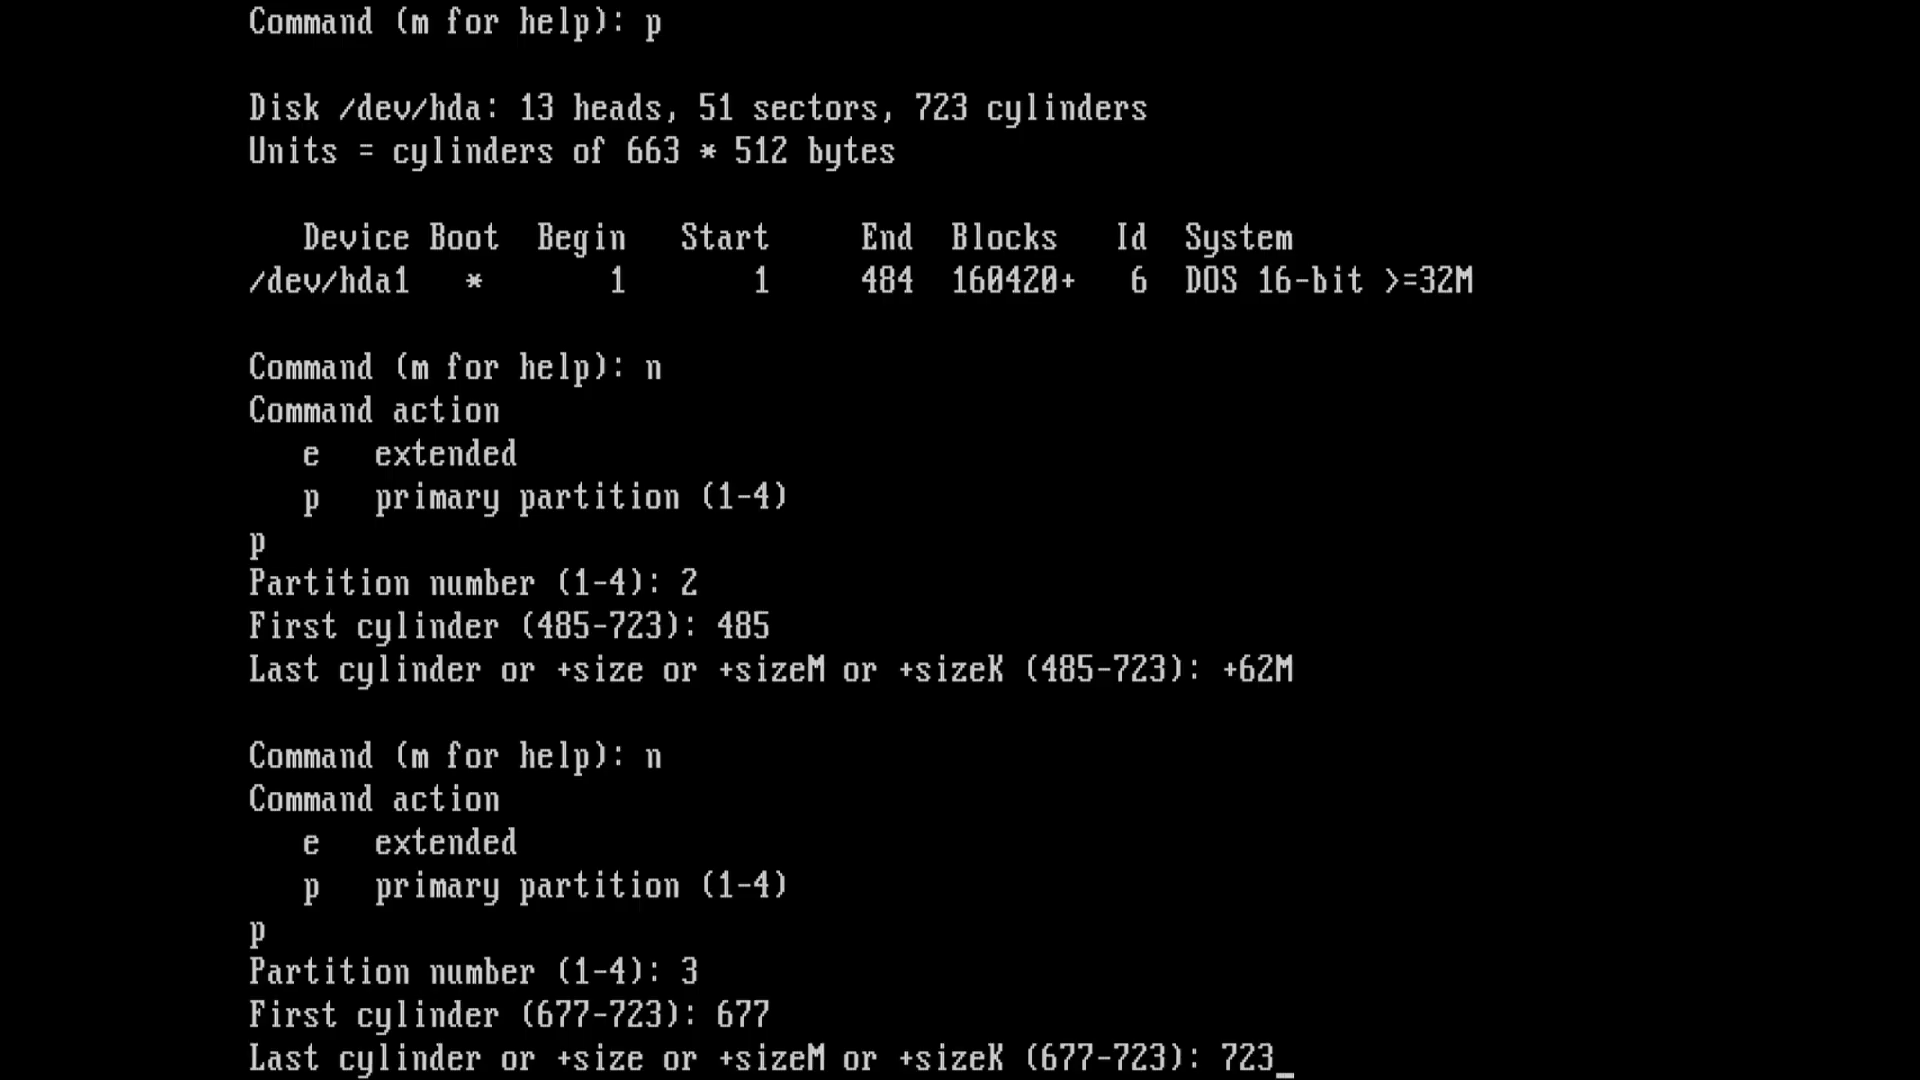 Command (m for help): p
Disk /dev/hda: 13 heads, 51 sectors, 723 cylinders
Units = cylinders of 663 * 512 bytes
   Device Boot  Begin   Start     End  Blocks   Id  System
/dev/hda1   *       1       1     484  160420+   6  DOS 16-bit >=32M
Command (m for help): n
Command action
   e   extended
   p   primary partition (1-4)
p
Partition number (1-4): 2
First cylinder (485-723): 485
Last cylinder or +size or +sizeM or +sizeK (485-723): +62M
Command (m for help): n
Command action
   e   extended
   p   primary partition (1-4)
p
Partition number (1-4): 3
First cylinder (677-723): 677
Last cylinder or +size or +sizeM or +sizeK (677-723): 723_